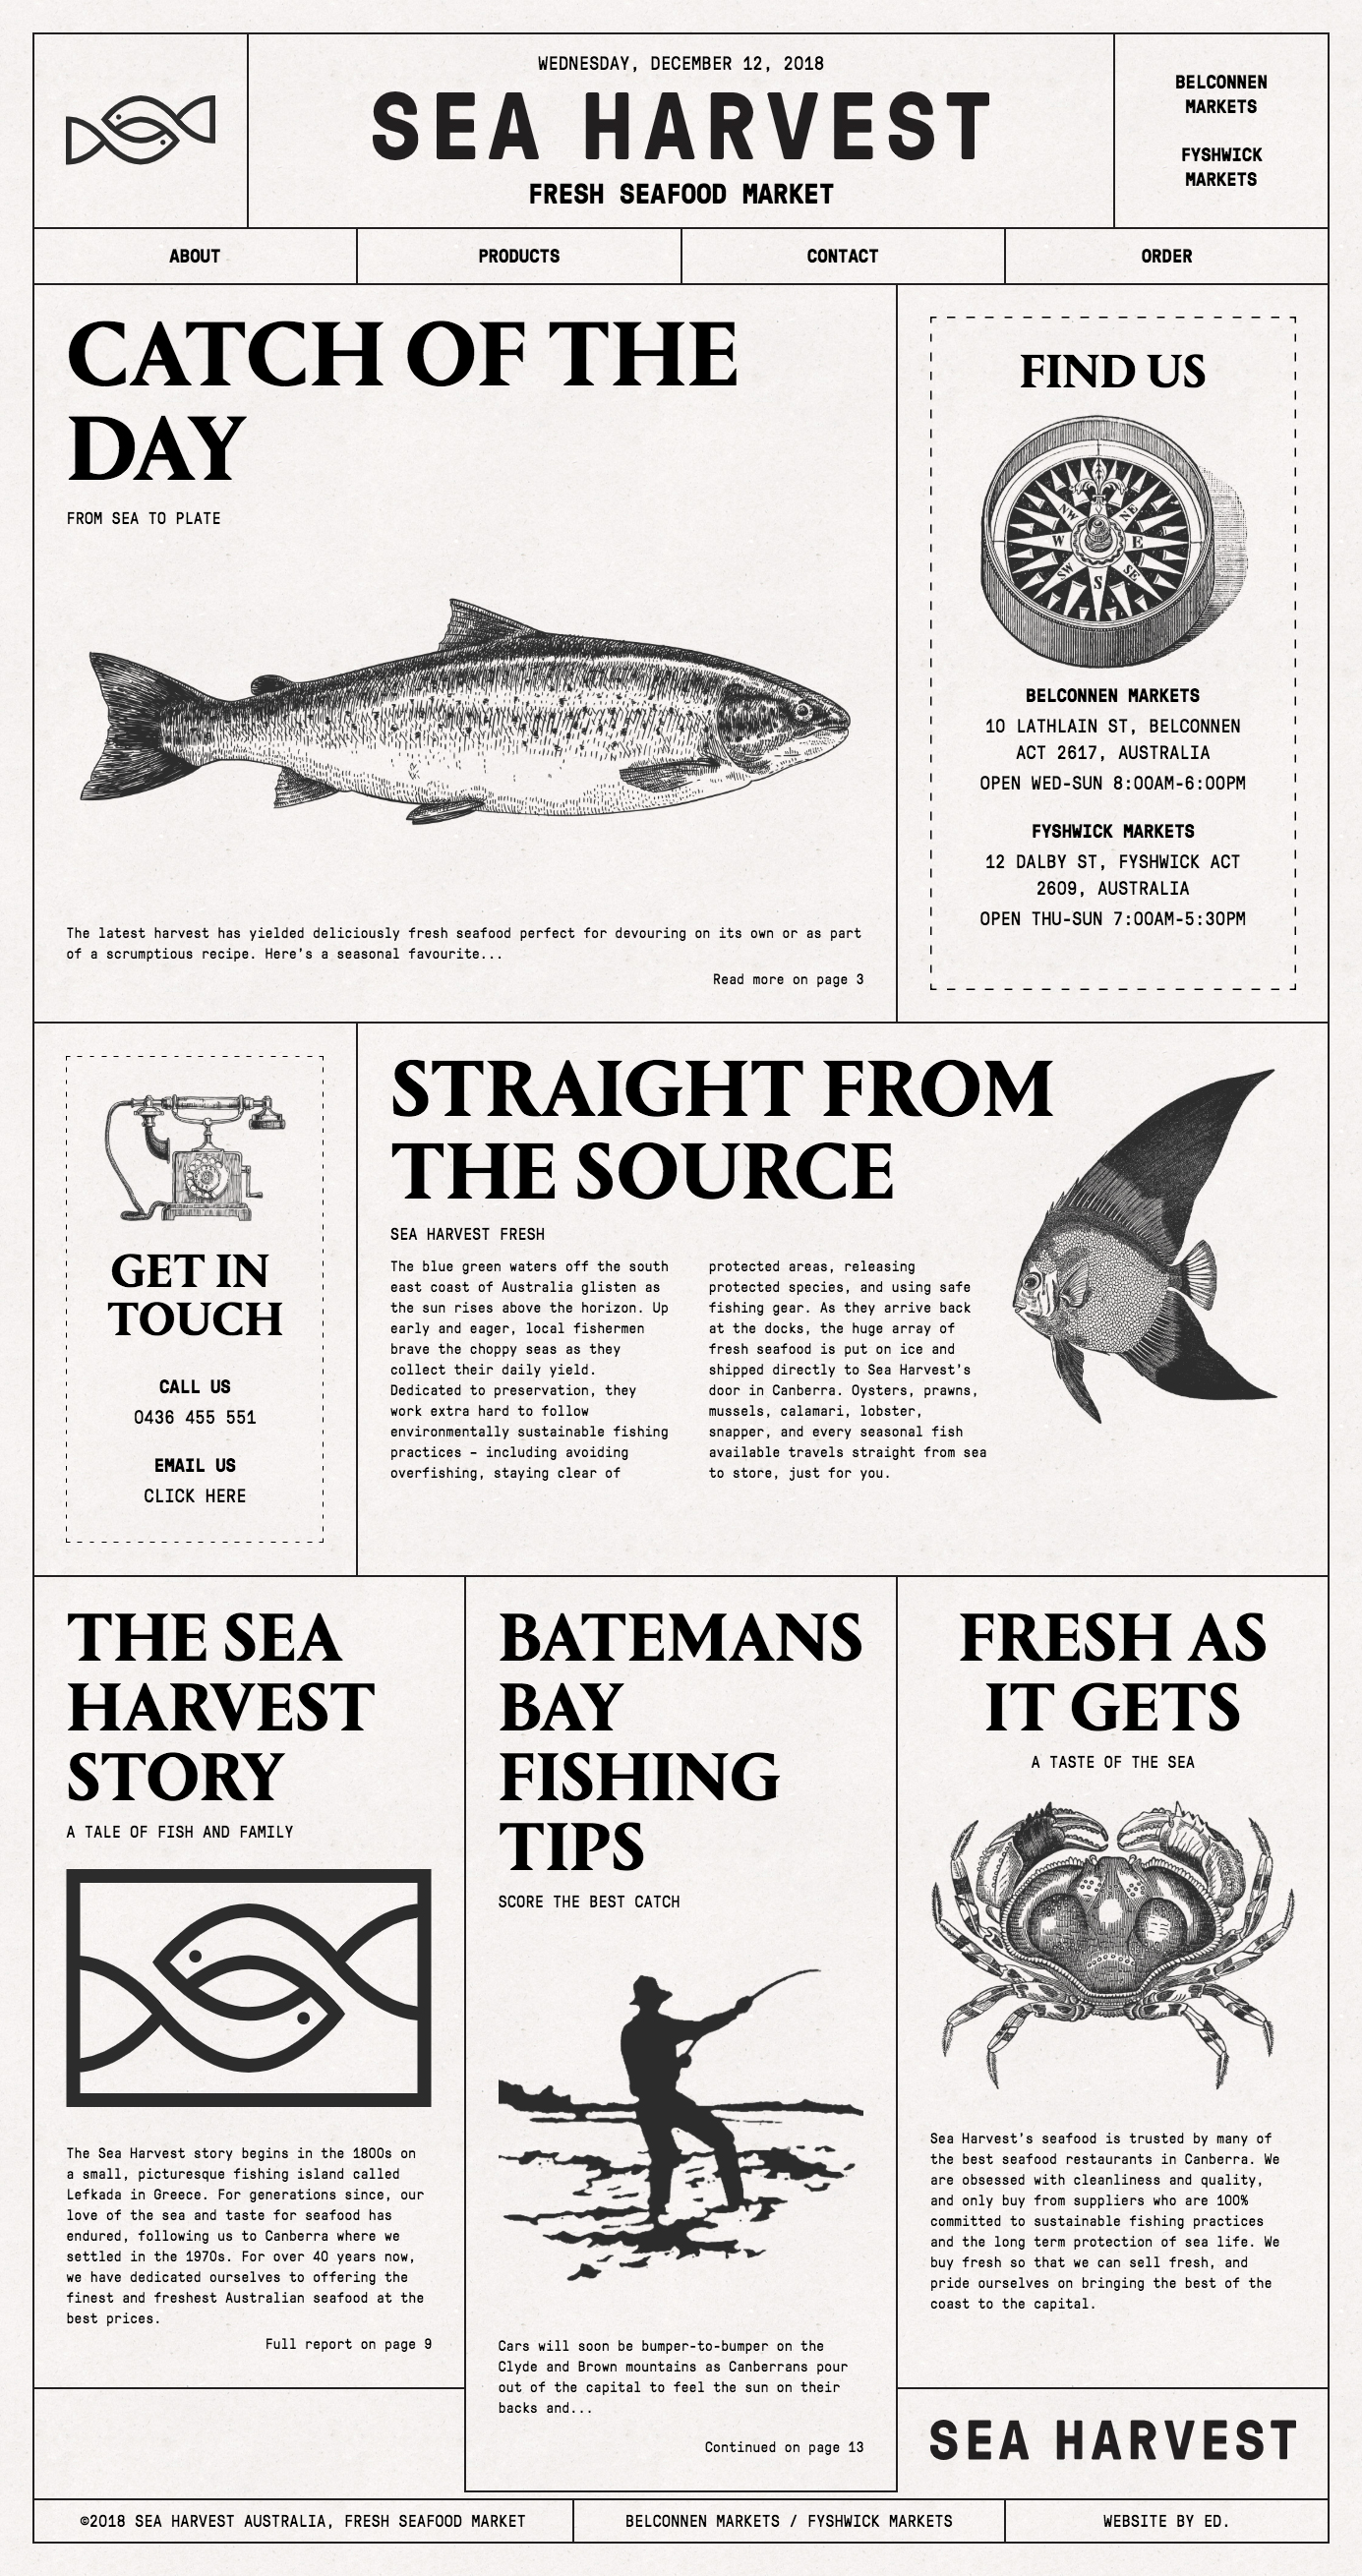 WEDNESDAY, DECEMBER 12, 2018
SEA HARVEST
FRESH SEAFOOD MARKET
BELCONNEN
MARKETS
FYSHWICK
MARKETS
ABOUT
PRODUCTS
CONTACT
ORDER
CATCH OF THE
DAY
FROM SEA TO PLATE
The latest harvest has yielded deliciously fresh seafood perfect for devouring on its own or as part
of a scrumptious recipe. Here's a seasonal favourite...
Read more on page 3
FIND US
NW
NE
W
E
SW
SE
S
BELCONNEN MARKETS
10 LATHLAIN ST, BELCONNEN
ACT 2617, AUSTRALIA
OPEN WED-SUN 8:00AM-6:00PM
FYSHWICK MARKETS
12 DALBY ST, FYSHWICK ACT
2609, AUSTRALIA
OPEN THU-SUN 7:00AM-5:30PM
GET IN
TOUCH
CALL US
0436 455 551
EMAIL US
CLICK HERE
STRAIGHT FROM
THE SOURCE
SEA HARVEST FRESH
The blue green waters off the south
east coast of Australia glisten as
the sun rises above the horizon. Up
early and eager, local fishermen
brave the choppy seas as they
collect their daily yield.
Dedicated to preservation, they
work extra hard to follow
environmentally sustainable fishing
practices – including avoiding
overfishing, staying clear of
protected areas, releasing
protected species, and using safe
fishing gear. As they arrive back
at the docks, the huge array of
fresh seafood is put on ice and
shipped directly to Sea Harvest's
door in Canberra. Oysters, prawns,
mussels, calamari, lobster,
snapper, and every seasonal fish
available travels straight from sea
to store, just for you.
THE SEA
HARVEST
STORY
A TALE OF FISH AND FAMILY
The Sea Harvest story begins in the 1800s on
a small, picturesque fishing island called
Lefkada in Greece. For generations since, our
love of the sea and taste for seafood has
endured, following us to Canberra where we
settled in the 1970s. For over 40 years now,
we have dedicated ourselves to offering the
finest and freshest Australian seafood at the
best prices.
Full report on page 9
BATEMANS
BAY
FISHING
TIPS
SCORE THE BEST CATCH
Cars will soon be bumper-to-bumper on the
Clyde and Brown mountains as Canberrans pour
out of the capital to feel the sun on their
backs and...
Continued on page 13
FRESH AS
IT GETS
A TASTE OF THE SEA
Sea Harvest's seafood is trusted by many of
the best seafood restaurants in Canberra. We
are obsessed with cleanliness and quality,
and only buy from suppliers who are 100%
committed to sustainable fishing practices
and the long term protection of sea life. We
buy fresh so that we can sell fresh, and
pride ourselves on bringing the best of the
coast to the capital.
SEA HARVEST
©2018 SEA HARVEST AUSTRALIA, FRESH SEAFOOD MARKET
BELCONNEN MARKETS / FYSHWICK MARKETS
WEBSITE BY ED.